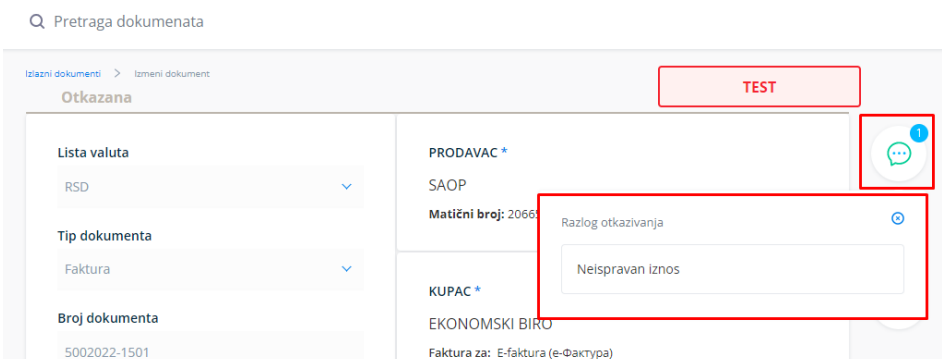 Pretraga dokumenata
Izlazni dokumenti > Izmeni dokument
Otkazana
TEST
1
Lista valuta
RSD
Tip dokumenta
Faktura
Broj dokumenta
5002022-1501
PRODAVAC *
SAOP
Matični broj: 2066
Razlog otkazivanja
Neispravan iznos
KUPAC *
EKONOMSKI BIRO
Faktura za: E-faktura (е-Фактура)